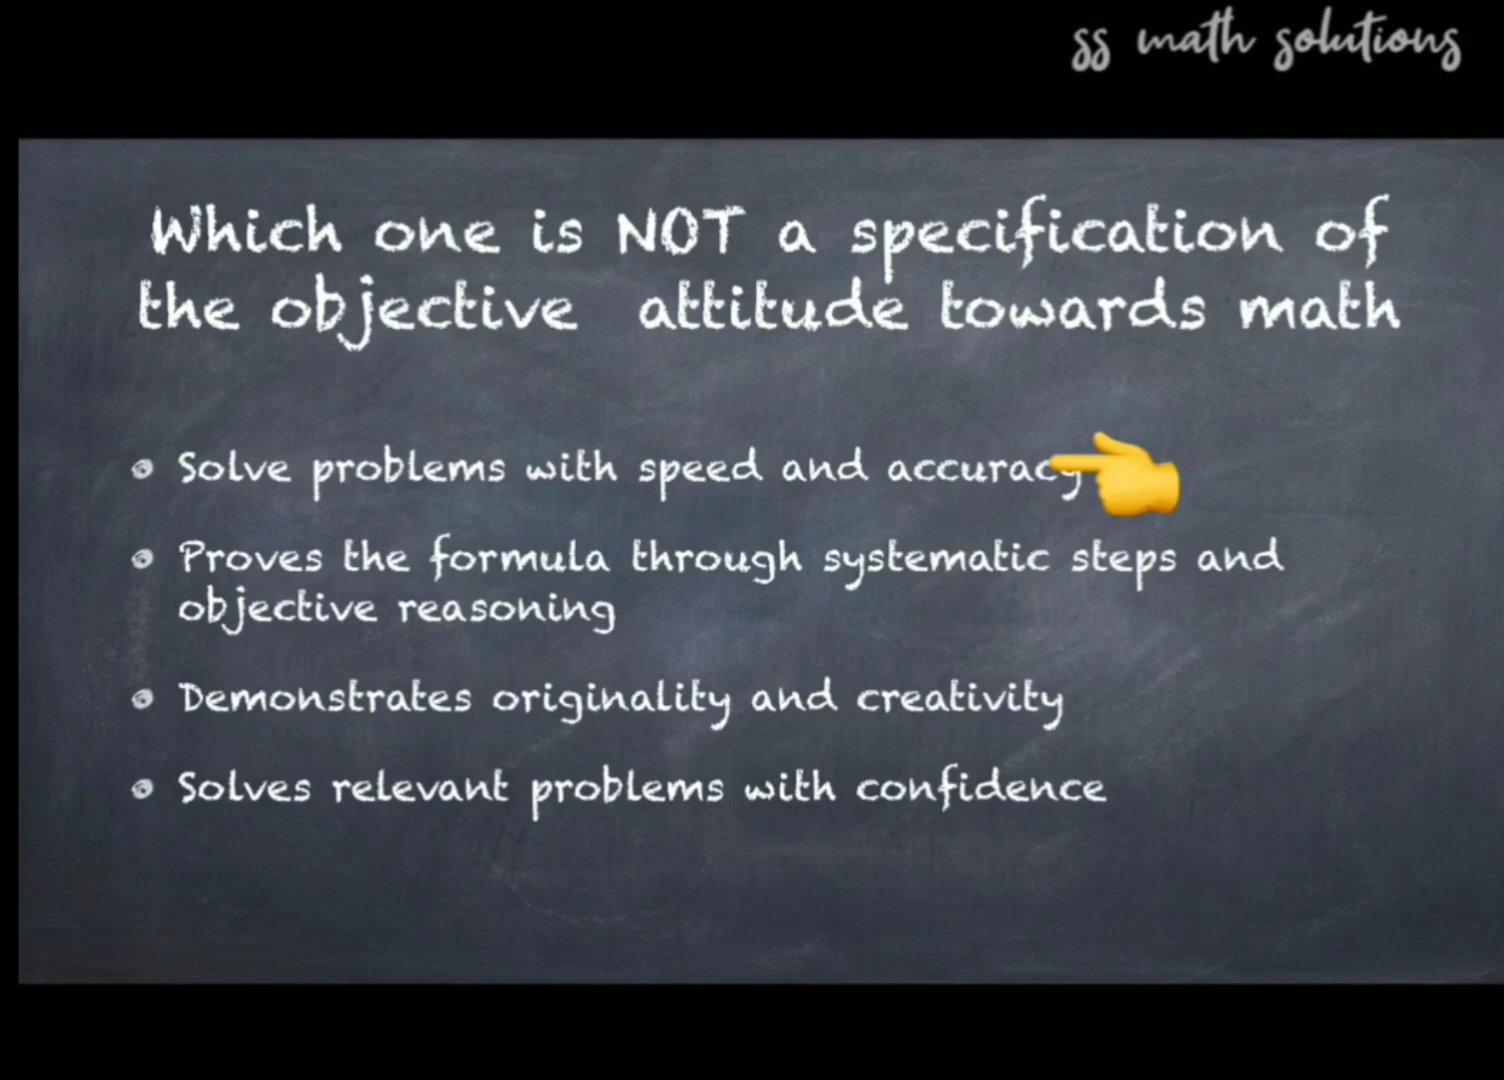 ss math solutions
Which one is NOT a specification of
the objective attitude towards math
Solve problems with speed and accuracy
Proves the formula through systematic steps and
objective reasoning
Demonstrates originality and creativity
Solves relevant problems with confidence